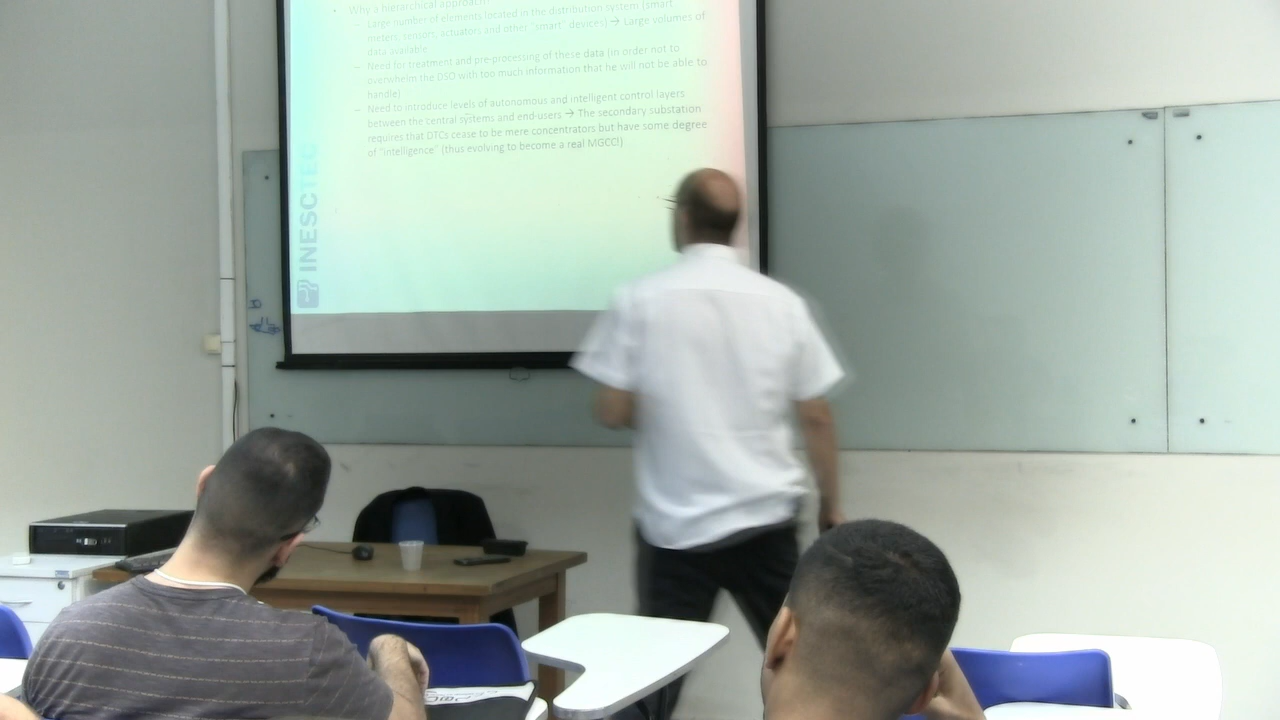 • Why a hierarchical approach?
– Large number of elements located in the distribution system (smart
meters, sensors, actuators and other "smart" devices) → Large volumes of
data available
– Need for treatment and pre-processing of these data (in order not to
overwhelm the DSO with too much information that he will not be able to
handle)
– Need to introduce levels of autonomous and intelligent control layers
between the central systems and end-users → The secondary substation
requires that DTCs cease to be mere concentrators but have some degree
of "intelligence" (thus evolving to become a real MGCC!)
INESCTEC